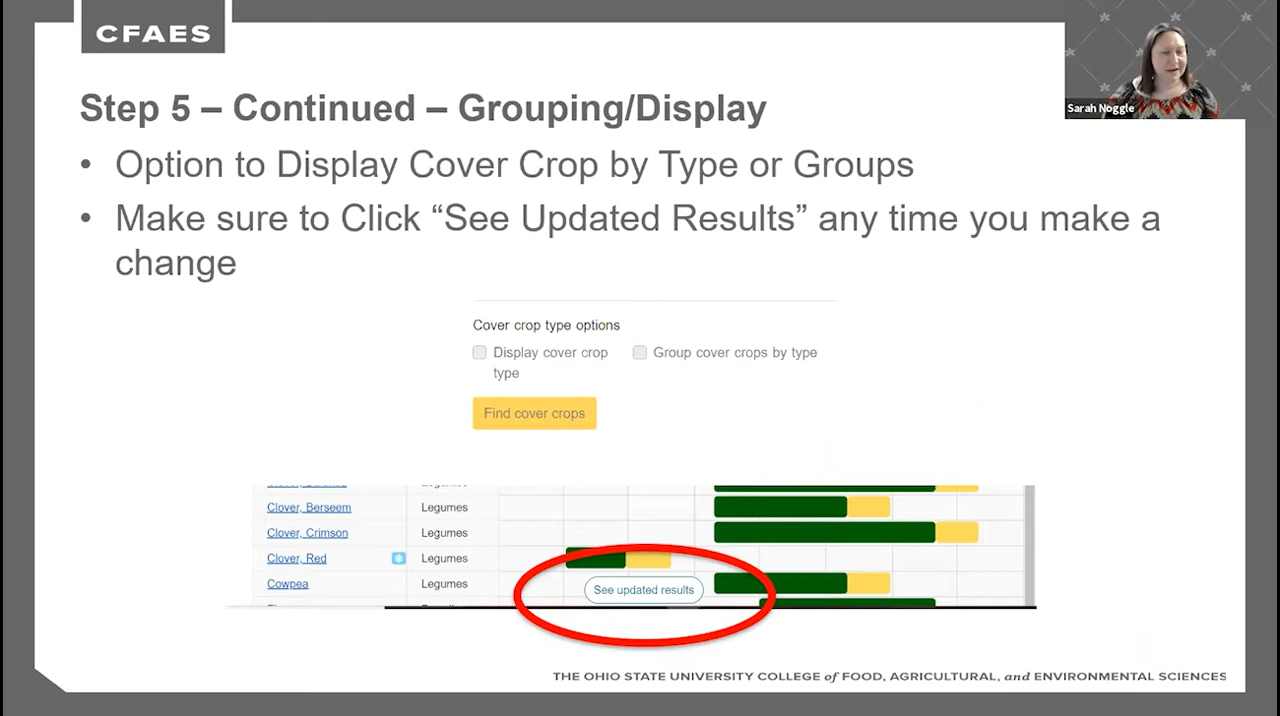 CFAES
Sarah Noggle
Step 5 – Continued – Grouping/Display
• Option to Display Cover Crop by Type or Groups
• Make sure to Click “See Updated Results” any time you make a
change
Cover crop type options
Display cover crop
type
Group cover crops by type
Find cover crops
Clover, Berseem Legumes
Clover, Crimson Legumes
Clover, Red Legumes
Cowpea Legumes
See updated results
THE OHIO STATE UNIVERSITY COLLEGE of FOOD, AGRICULTURAL, and ENVIRONMENTAL SCIENCES